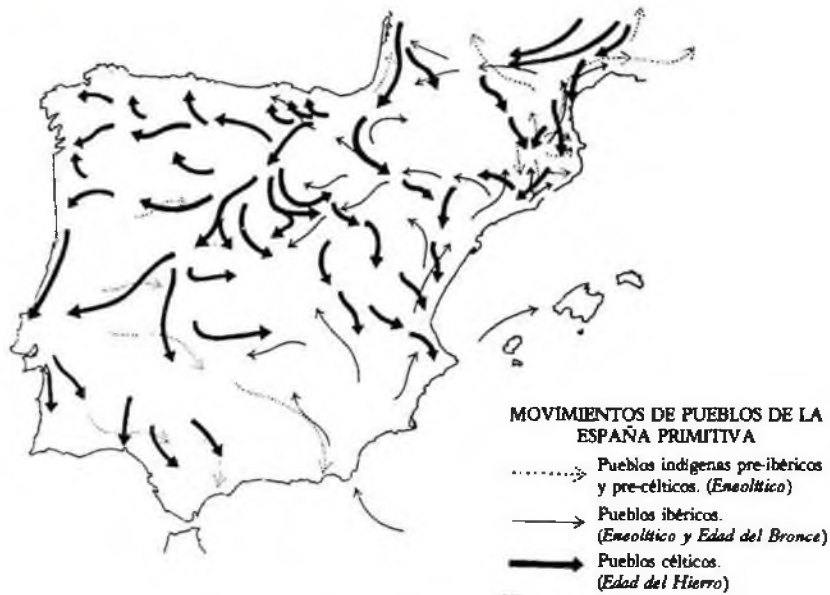 MOVIMIENTOS DE PUEBLOS DE LA
ESPAÑA PRIMITIVA
Pueblos indígenas pre-ibéricos
y pre-célticos. (Eneolítico)
Pueblos ibéricos.
(Eneolítico y Edad del Bronce)
Pueblos célticos.
(Edad del Hierro)